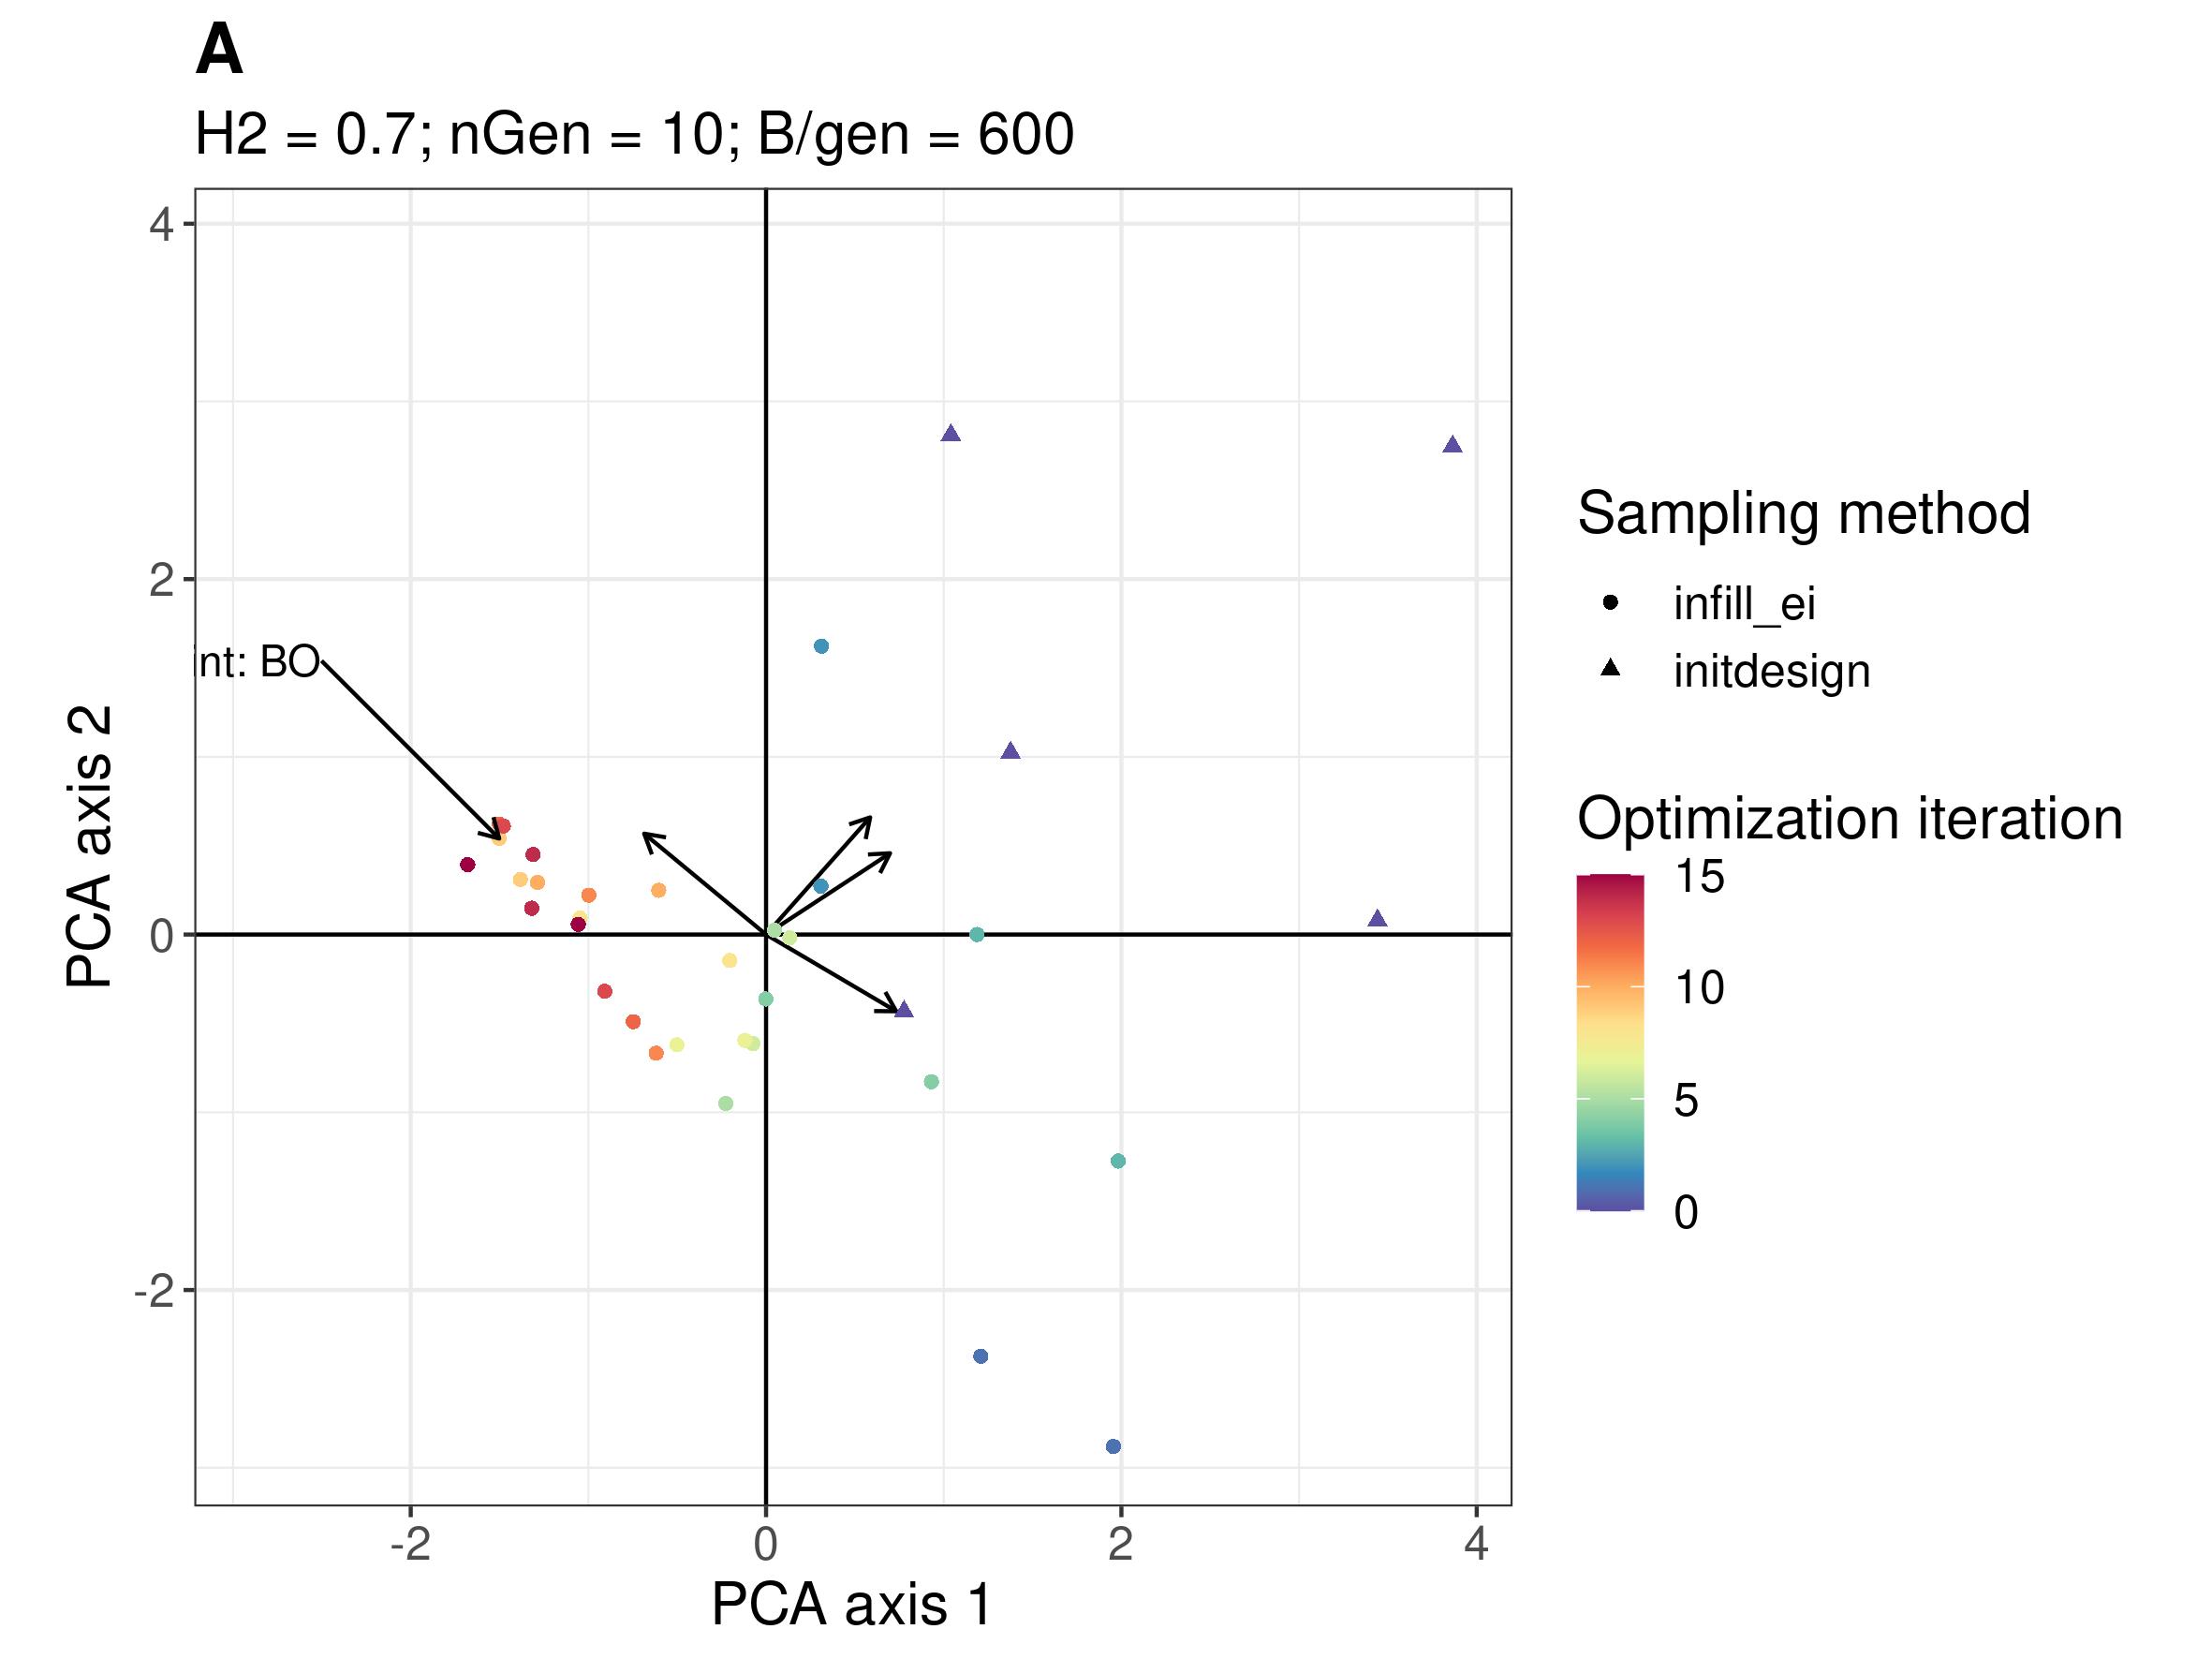 A
H2 = 0.7; nGen = 10; B/gen = 600
4
2
0
-2
int: BO
PCA axis 2
-2
0
2
4
PCA axis 1
Sampling method
infill_ei
initdesign
Optimization iteration
15
10
5
0